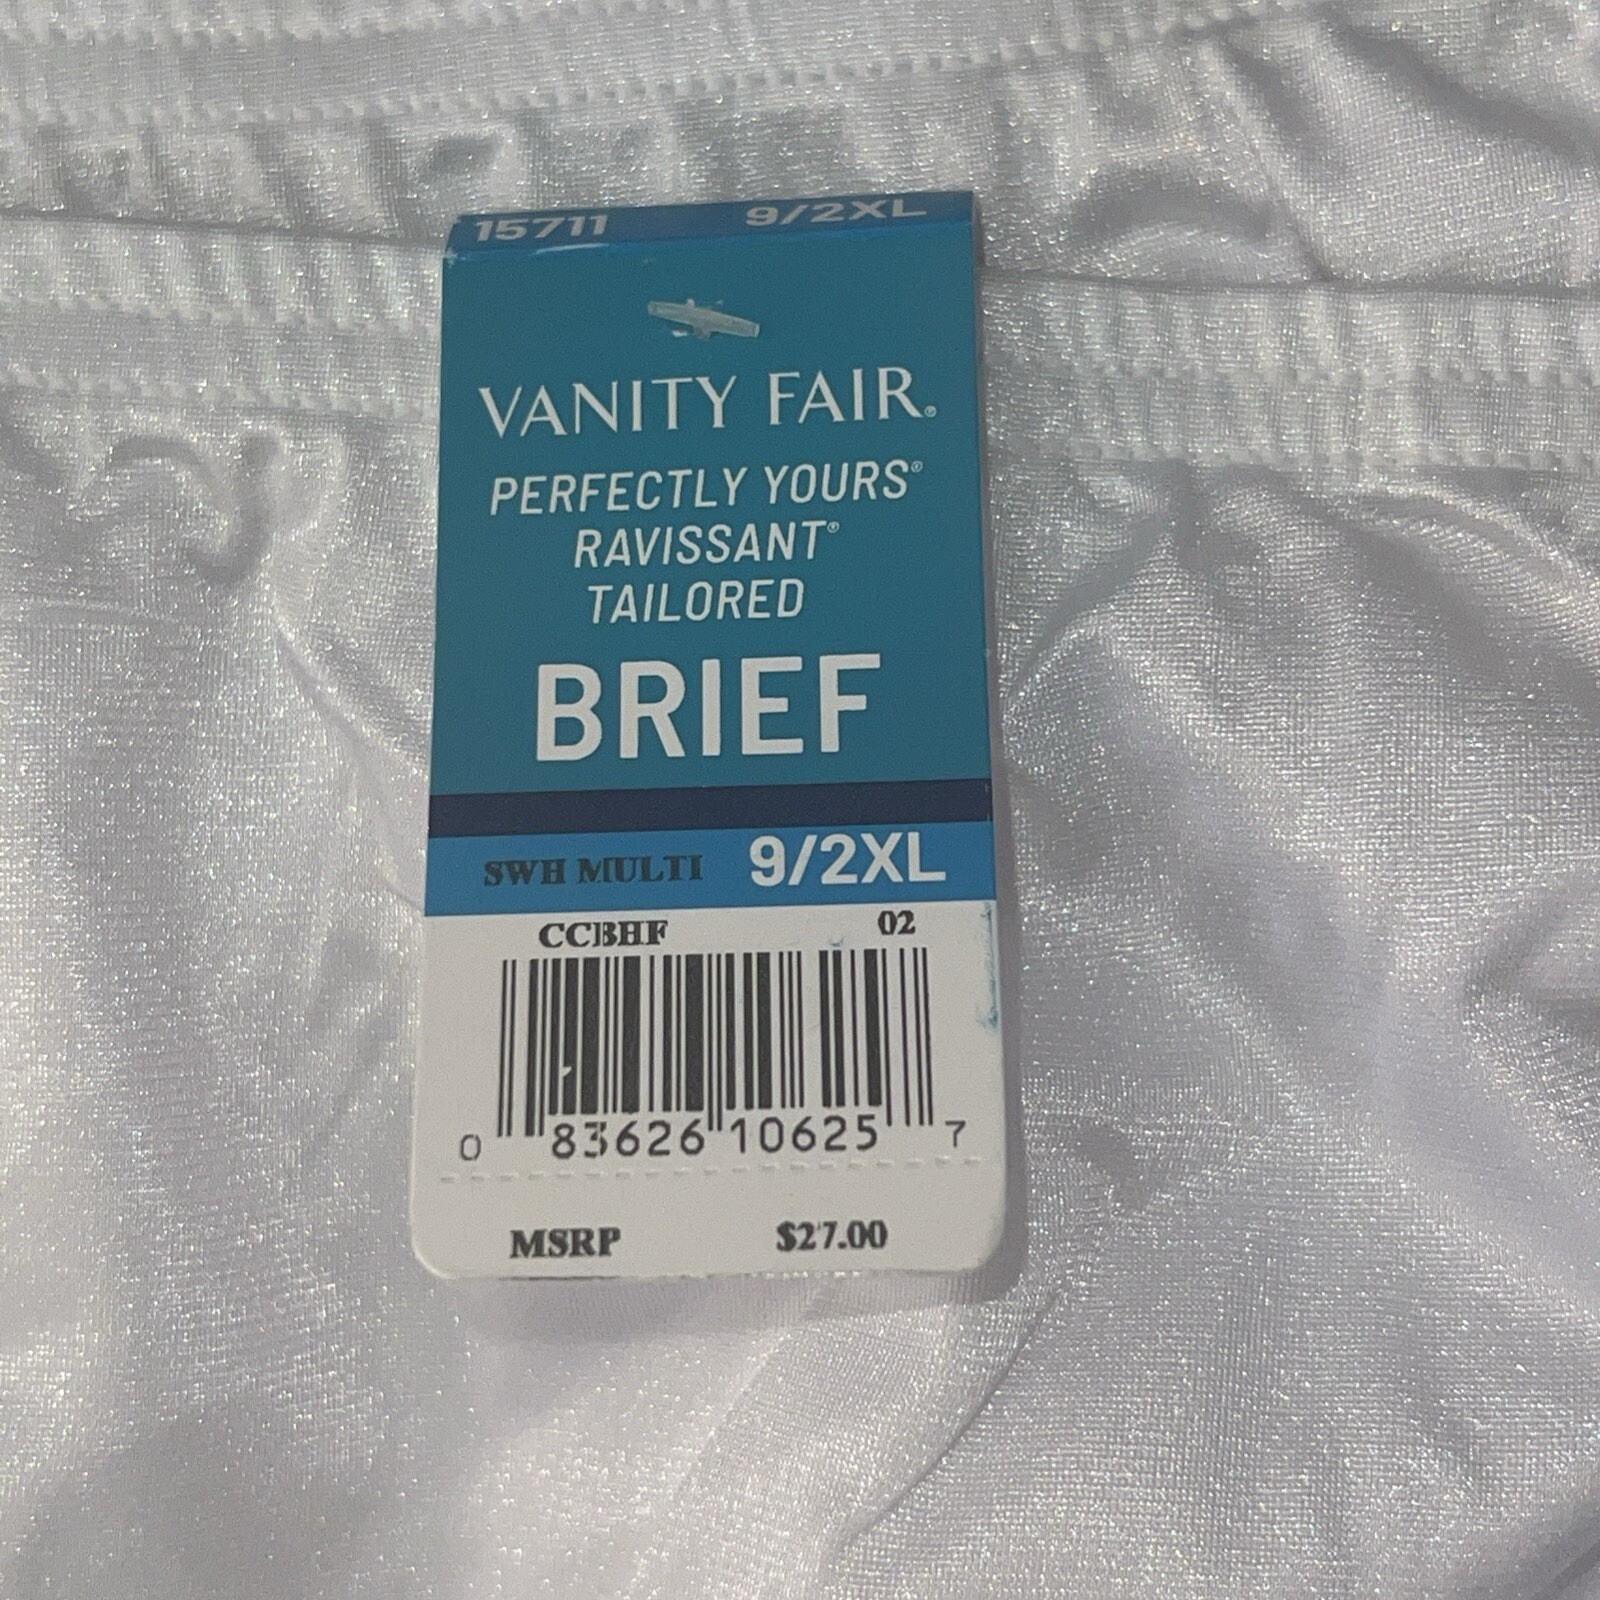 15711 9/2XL
VANITY FAIR®
PERFECTLY YOURS®
RAVISSANT®
TAILORED
BRIEF
SWH MULTI 9/2XL
CCBHF 02
0 83626 10625 7
MSRP $27.00